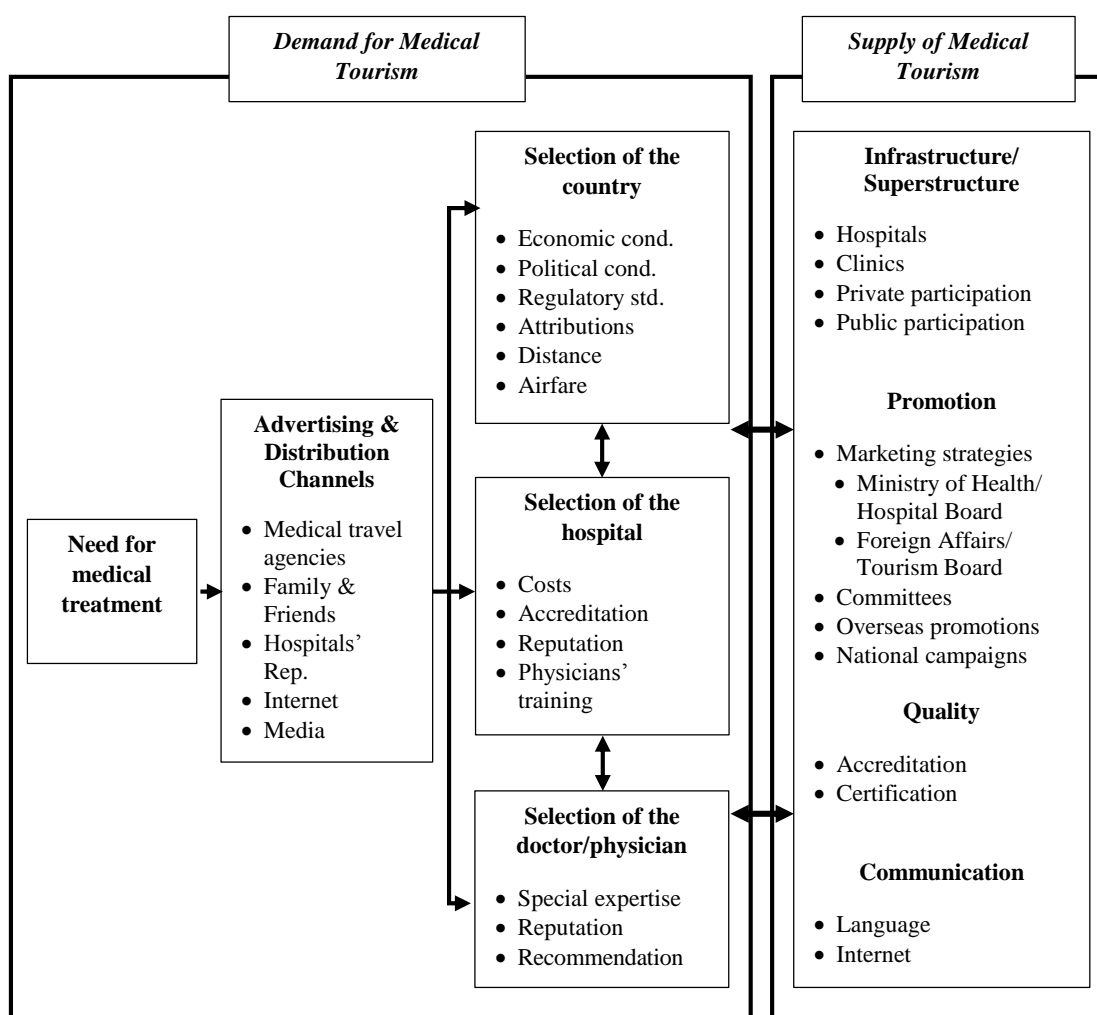 Demand for Medical
Tourism
Supply of Medical
Tourism
Need for
medical
treatment
Advertising &
Distribution
Channels
• Medical travel
agencies
• Family &
Friends
• Hospitals’
Rep.
• Internet
• Media
Selection of the
country
• Economic cond.
• Political cond.
• Regulatory std.
• Attributions
• Distance
• Airfare
Selection of the
hospital
• Costs
• Accreditation
• Reputation
• Physicians’
training
Selection of the
doctor/physician
• Special expertise
• Reputation
• Recommendation
Infrastructure/
Superstructure
• Hospitals
• Clinics
• Private participation
• Public participation
Promotion
• Marketing strategies
• Ministry of Health/
Hospital Board
• Foreign Affairs/
Tourism Board
• Committees
• Overseas promotions
• National campaigns
Quality
• Accreditation
• Certification
Communication
• Language
• Internet